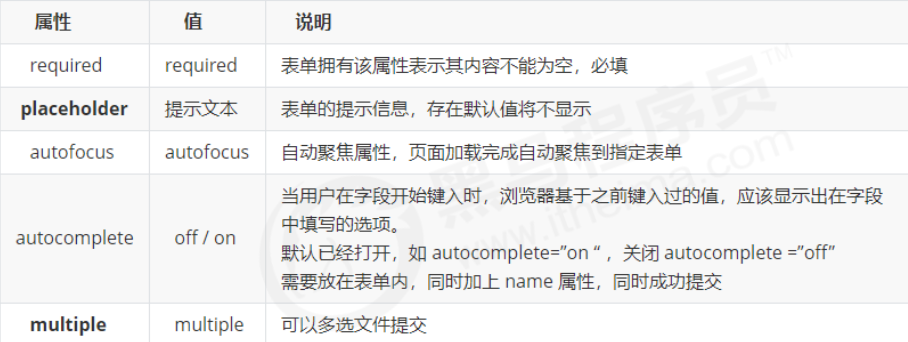 属性 值 说明
required required 表单拥有该属性表示其内容不能为空，必填
placeholder 提示文本 表单的提示信息，存在默认值将不显示
autofocus autofocus 自动聚焦属性，页面加载完成自动聚焦到指定表单
当用户在字段开始键入时，浏览器基于之前键入过的值，应该显示出在字段
中填写的选项。
autocomplete off / on 默认已经打开，如 autocomplete=”on “ ，关闭 autocomplete =”off”
需要放在表单内，同时加上 name 属性，同时成功提交
multiple multiple 可以多选文件提交
黑马程序员™
www.itheima.com